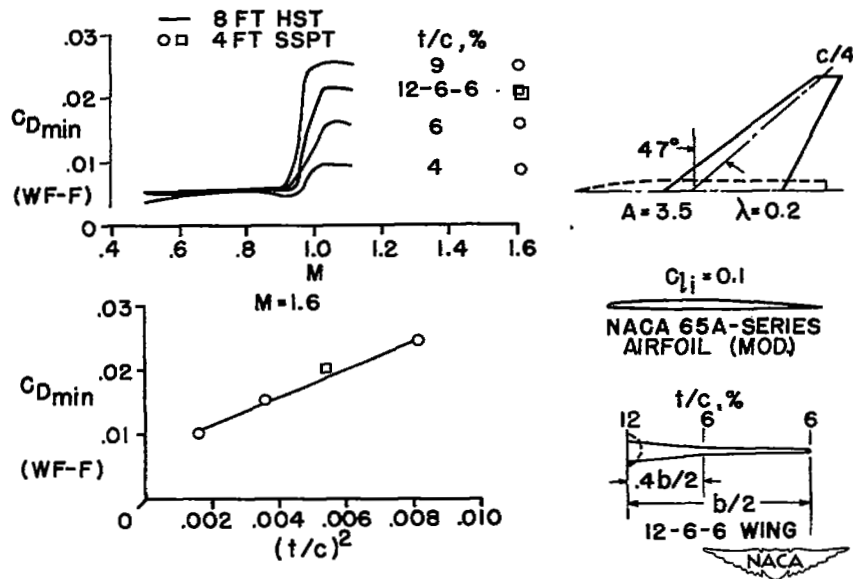 8 FT HST
4 FT SSPT
.03
.02
.01
0
C_Dmin
(WF-F)
.4 .6 .8 1.0 1.2 1.4 1.6
M
t/c, %
9
12-6-6
6
4
c/4
47°
A = 3.5 λ = 0.2
M = 1.6
.03
.02
.01
0
C_Dmin
(WF-F)
.002 .004 .006 .008 .010
(t/c)²
C_li = 0.1
NACA 65A-SERIES
AIRFOIL (MOD.)
t/c, %
12 6 6
.4b/2
b/2
12-6-6 WING
NACA